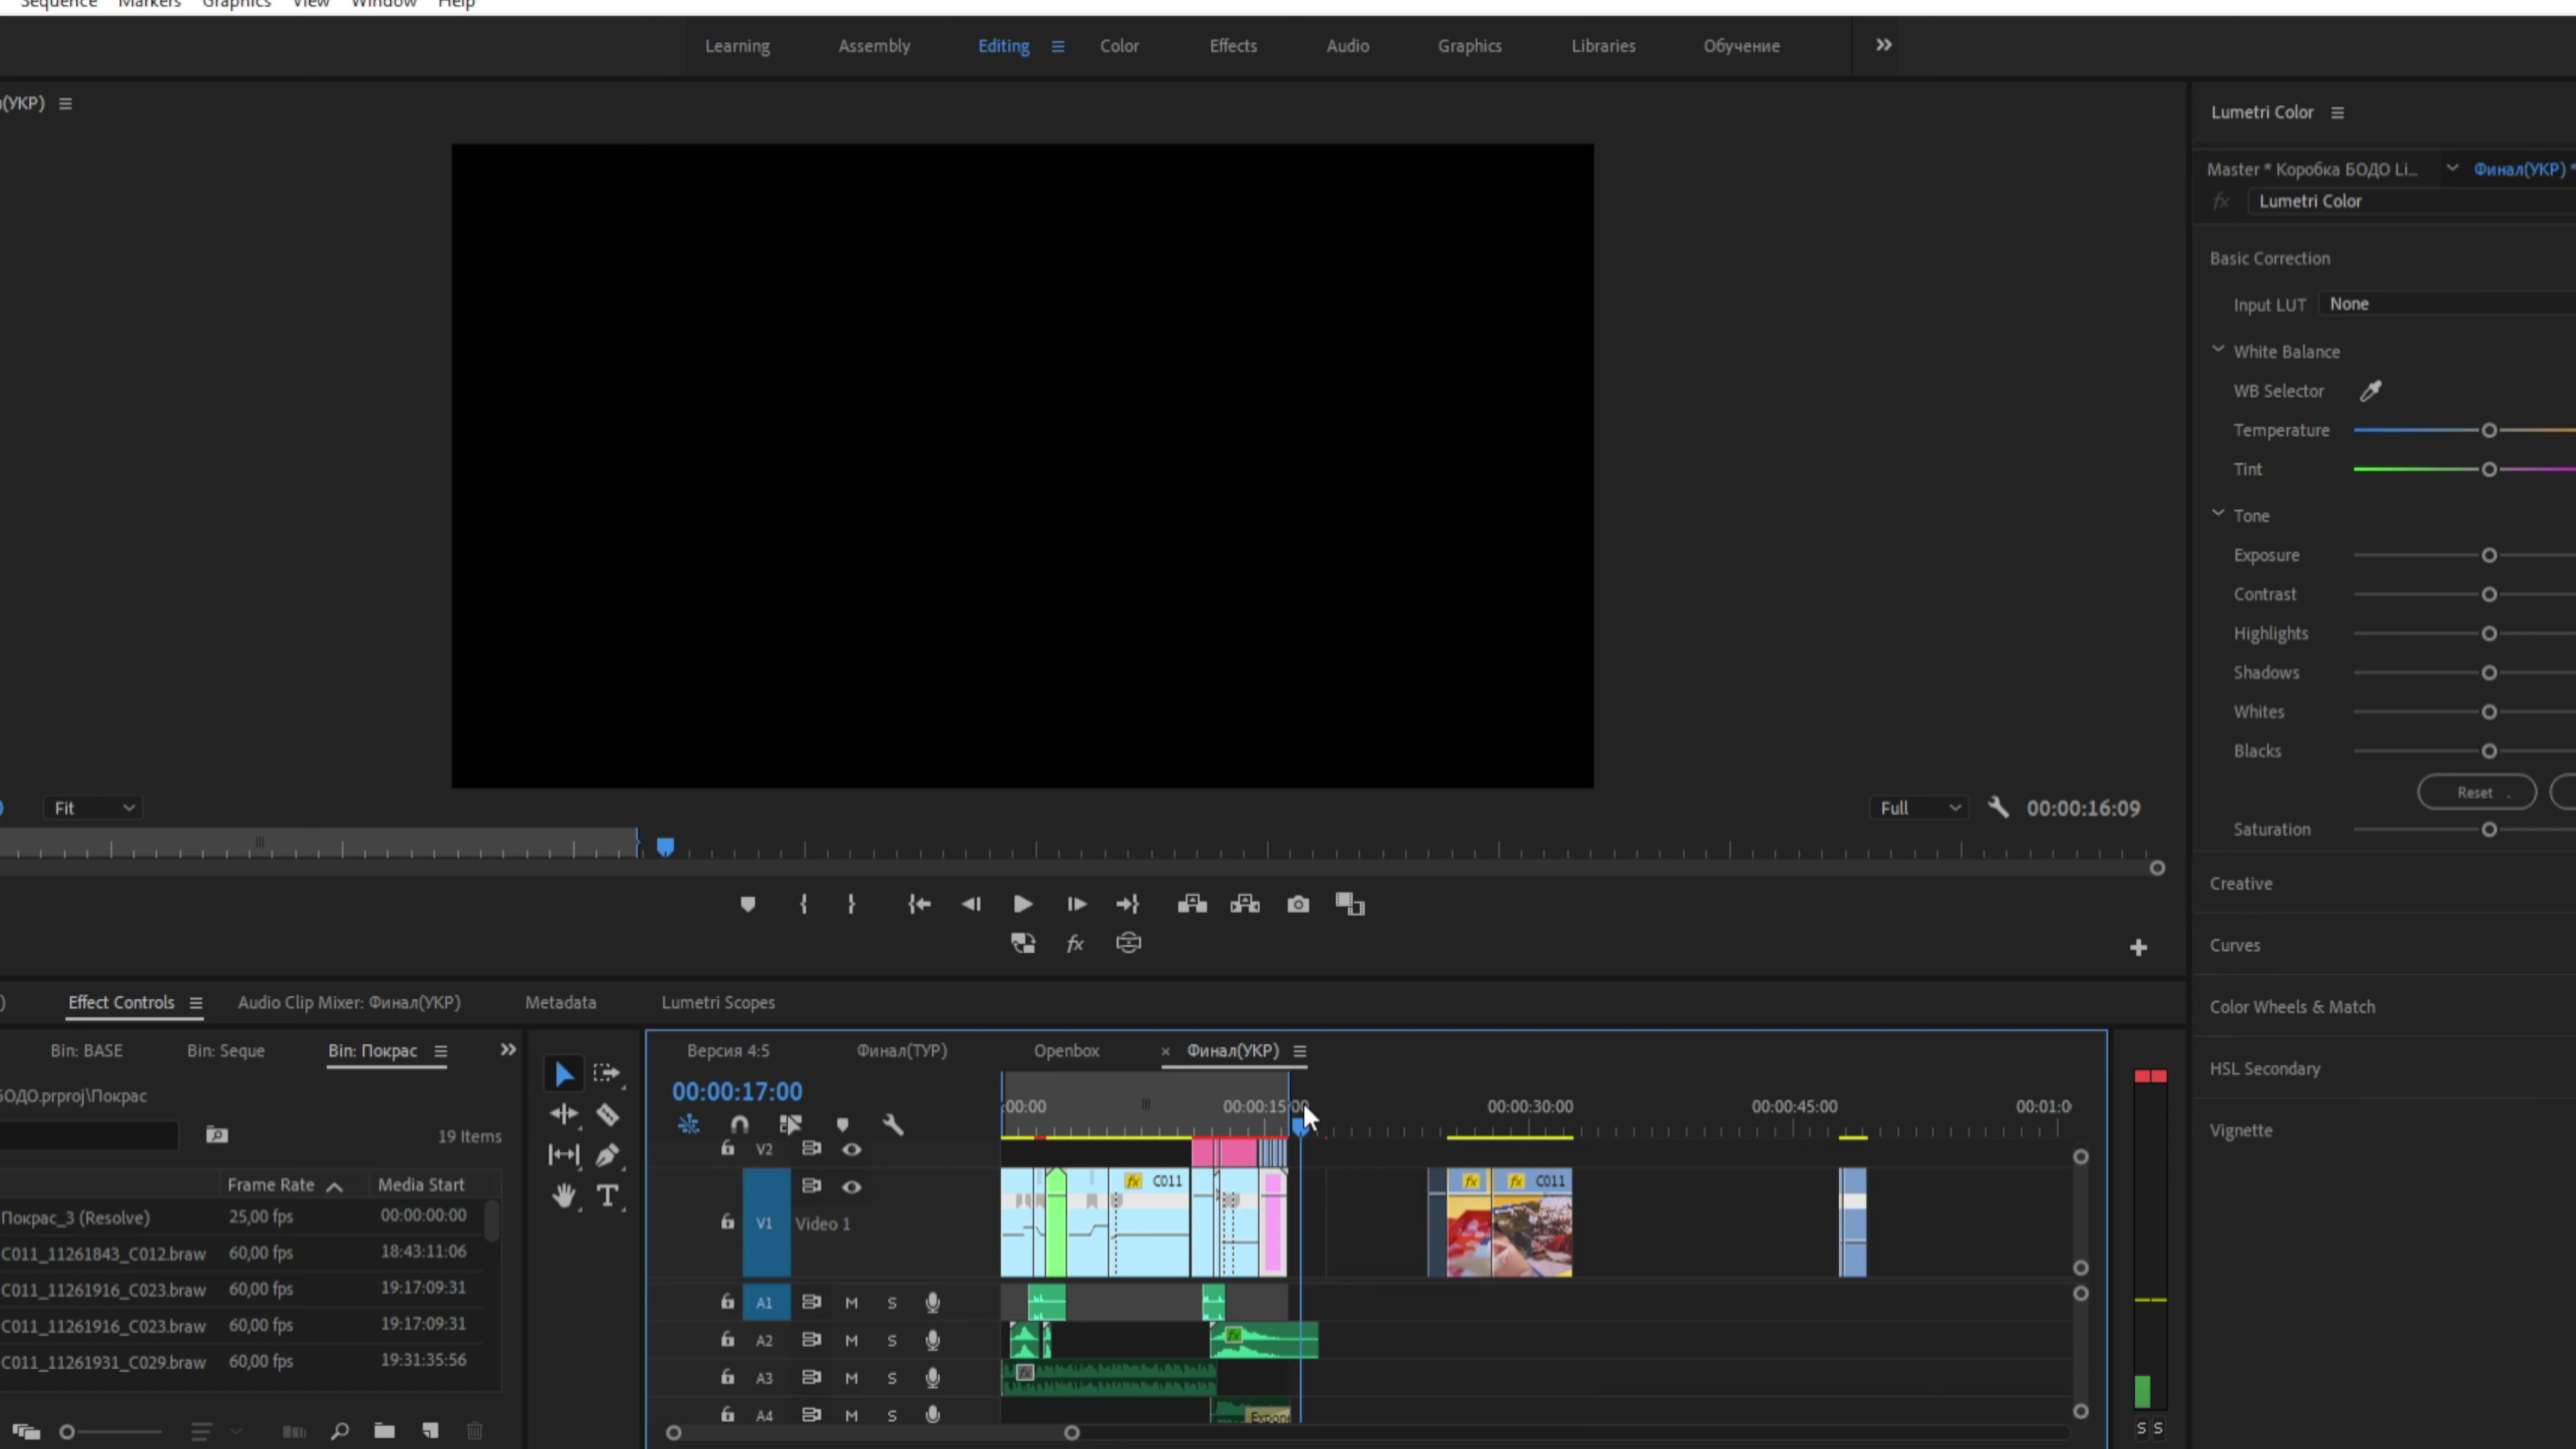 Sequence Markers Graphics View Window Help
Learning Assembly Editing Color Effects Audio Graphics Libraries Обучение
(УКР)
Lumetri Color
Master * Коробка БОДО Li... Финал(УКР) *
fx Lumetri Color
Basic Correction
Input LUT None
White Balance
WB Selector
Temperature
Tint
Tone
Exposure
Contrast
Highlights
Shadows
Whites
Blacks
Reset
Saturation
Creative
Curves
Color Wheels & Match
HSL Secondary
Vignette
Fit Full 00:00:16:09
fx
Effect Controls Audio Clip Mixer: Финал(УКР) Metadata Lumetri Scopes
Bin: BASE Bin: Seque Bin: Покрас
БОДО.prproj\Покрас
19 Items
Frame Rate Media Start
Покрас_3 (Resolve) 25,00 fps 00:00:00:00
C011_11261843_C012.braw 60,00 fps 18:43:11:06
C011_11261916_C023.braw 60,00 fps 19:17:09:31
C011_11261916_C023.braw 60,00 fps 19:17:09:31
C011_11261931_C029.braw 60,00 fps 19:31:35:56
Версия 4:5 Финал(ТУР) Openbox × Финал(УКР)
00:00:17:00
:00:00 00:00:15:00 00:00:30:00 00:00:45:00 00:01:0
V2
fx C011 fx fx C011
V1 Video 1
A1 M S
A2 M S fx
A3 M S fx
A4 M S Expon
S S